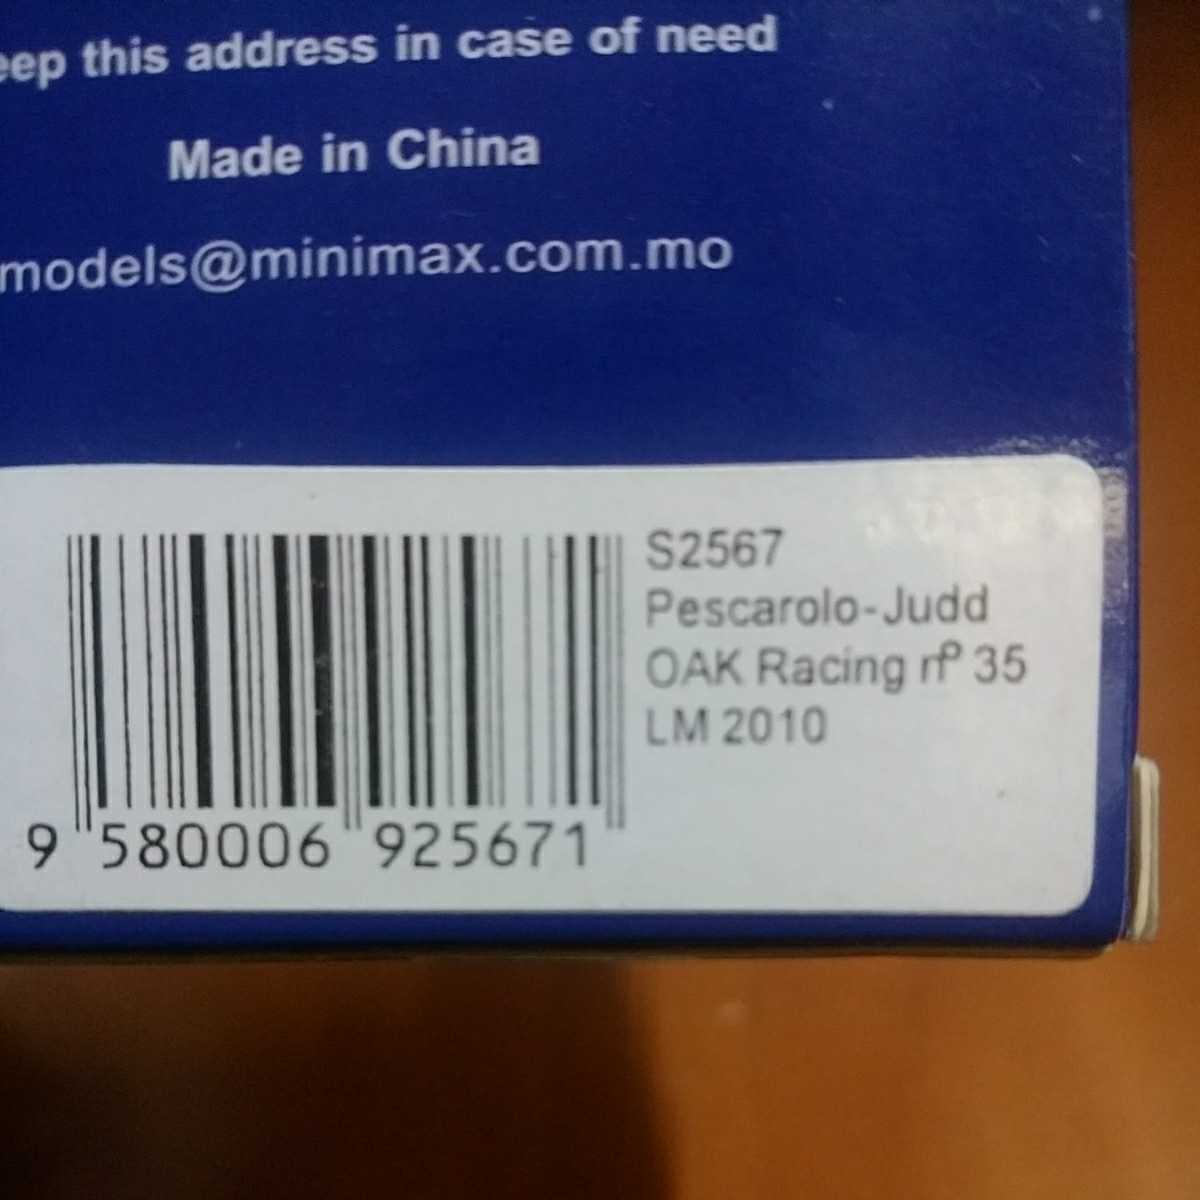 this address in case of need
Made in China
models@minimax.com.mo
S2567
Pescarolo-Judd
OAK Racing nº 35
LM 2010
9 580006 925671